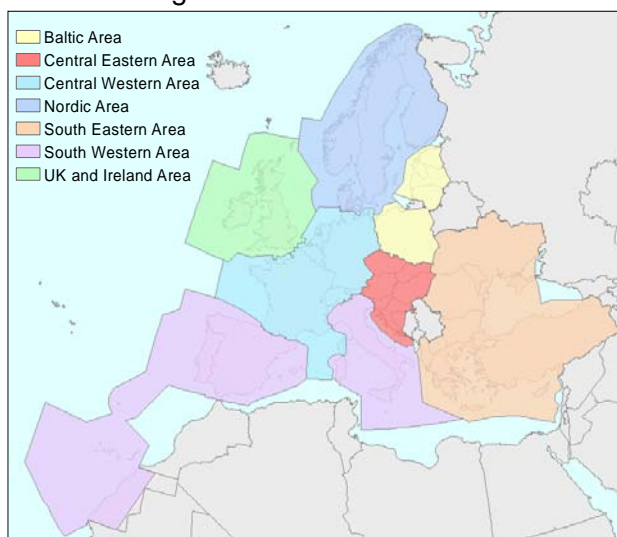 Baltic Area
Central Eastern Area
Central Western Area
Nordic Area
South Eastern Area
South Western Area
UK and Ireland Area